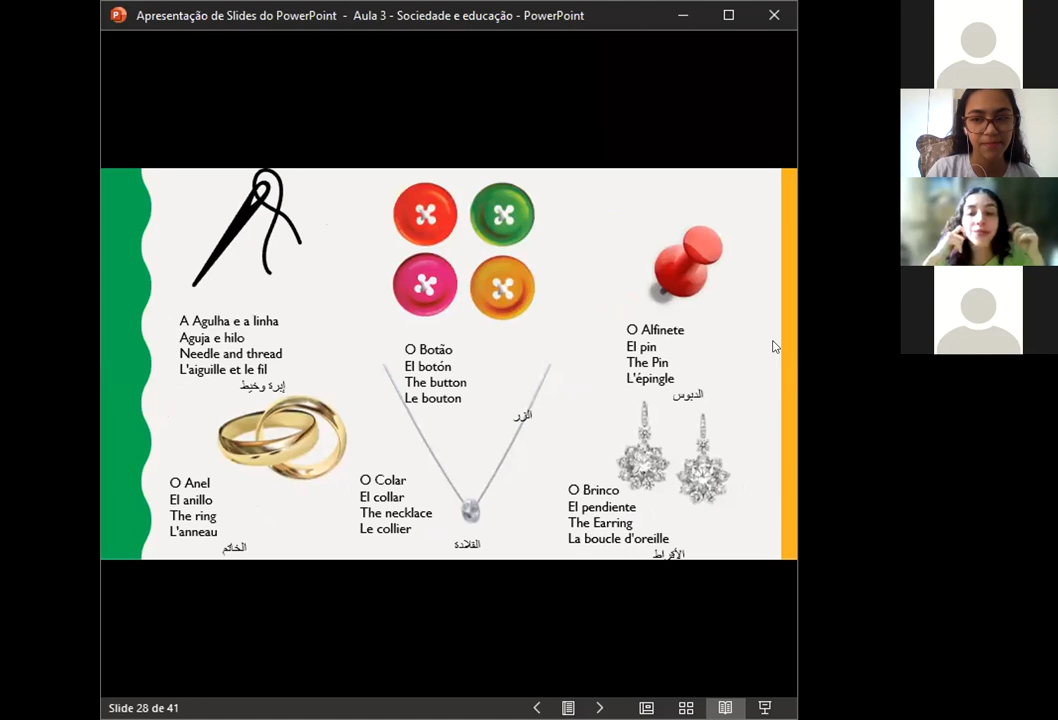 Apresentação de Slides do PowerPoint - Aula 3 - Sociedade e educação - PowerPoint
A Agulha e a linha
Aguja e hilo
Needle and thread
L'aiguille et le fil
إبرة وخيط
O Botão
El botón
The button
Le bouton
الزر
O Alfinete
El pin
The Pin
L'épingle
الدبوس
O Anel
El anillo
The ring
L'anneau
الخاتم
O Colar
El collar
The necklace
Le collier
القلادة
O Brinco
El pendiente
The Earring
La boucle d'oreille
الأقراط
Slide 28 de 41